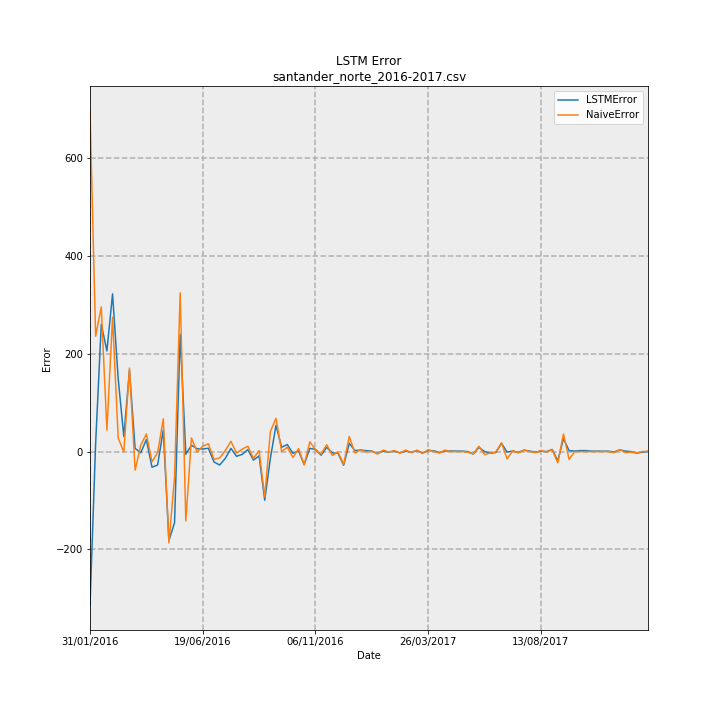 LSTM Error
santander_norte_2016-2017.csv
LSTMError
NaiveError
600
400
200
0
−200
Error
31/01/2016
19/06/2016
06/11/2016
26/03/2017
13/08/2017
Date